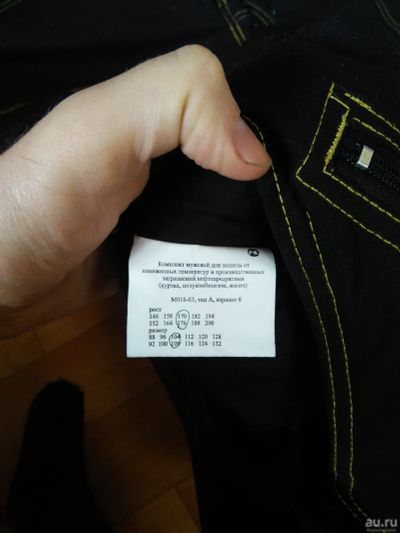 Комплект мужской для защиты от
пониженных температур и производственных
загрязнений нефтепродуктами
(куртка, полукомбинезон, жилет)
М016-03, тип А, вариант б
рост
146 158 170 182 194
152 164 176 188 200
размер
88 96 104 112 120 128
92 100 108 116 124 132
au.ru